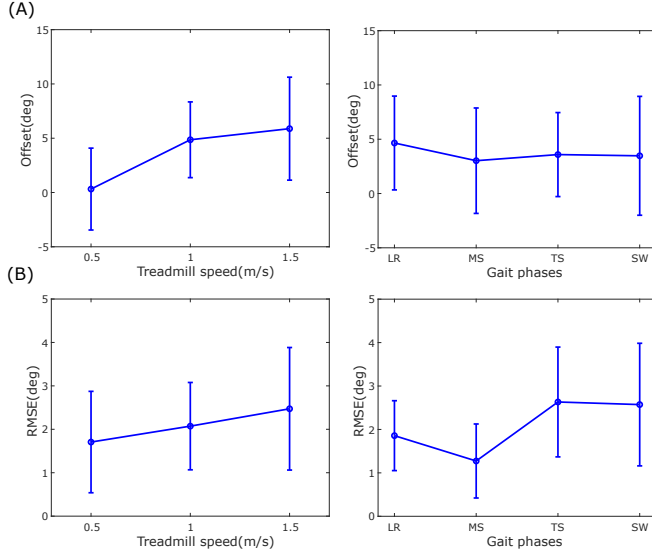 (A)
15
10
5
0
-5
Offset(deg)
0.5
1
1.5
Treadmill speed(m/s)
15
10
5
0
-5
Offset(deg)
LR
MS
TS
SW
Gait phases
(B)
5
4
3
2
1
0
RMSE(deg)
0.5
1
1.5
Treadmill speed(m/s)
5
4
3
2
1
0
RMSE(deg)
LR
MS
TS
SW
Gait phases